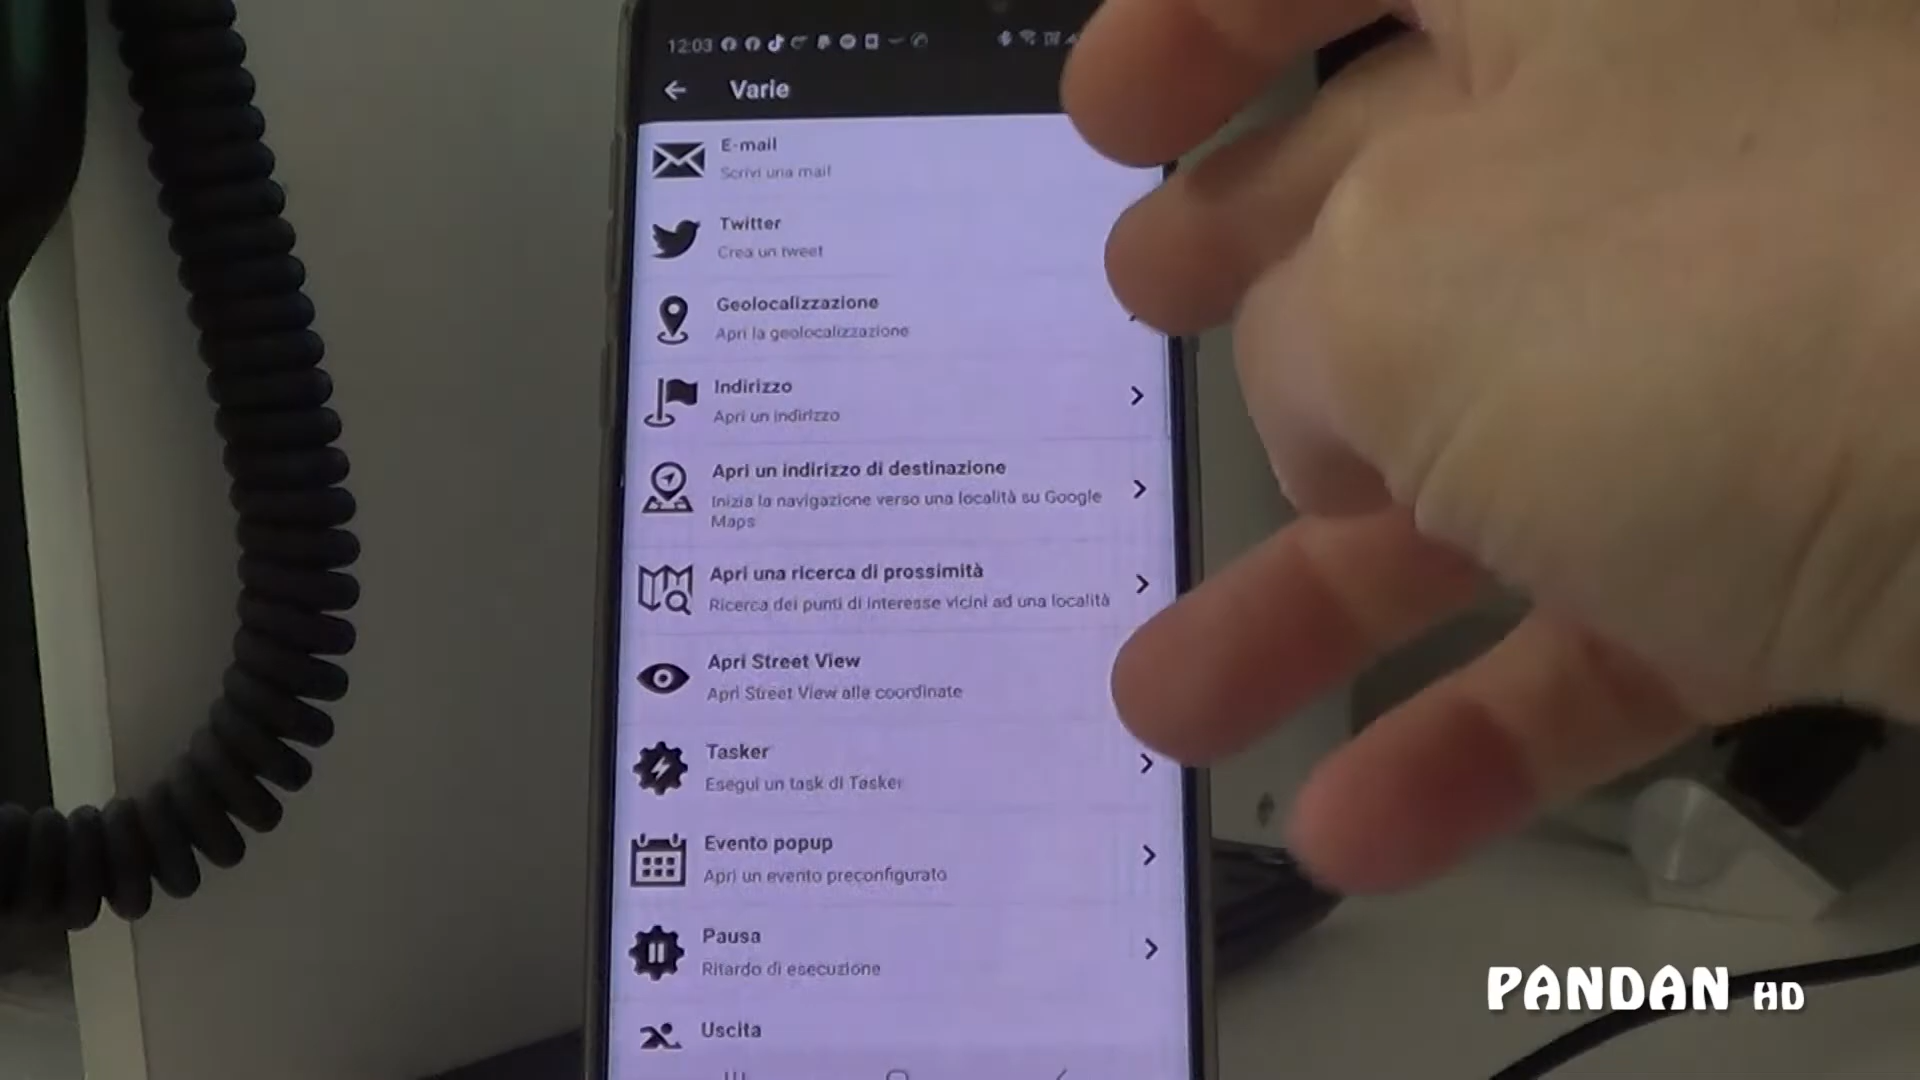 12:03
Varie
E-mail
Scrivi una mail
Twitter
Crea un tweet
Geolocalizzazione
Apri la geolocalizzazione
Indirizzo
Apri un indirizzo
Apri un indirizzo di destinazione
Inizia la navigazione verso una località su Google
Maps
Apri una ricerca di prossimità
Ricerca dei punti di interesse vicini ad una località
Apri Street View
Apri Street View alle coordinate
Tasker
Esegui un task di Tasker
Evento popup
Apri un evento preconfigurato
Pausa
Ritardo di esecuzione
Uscita
PANDAN HD